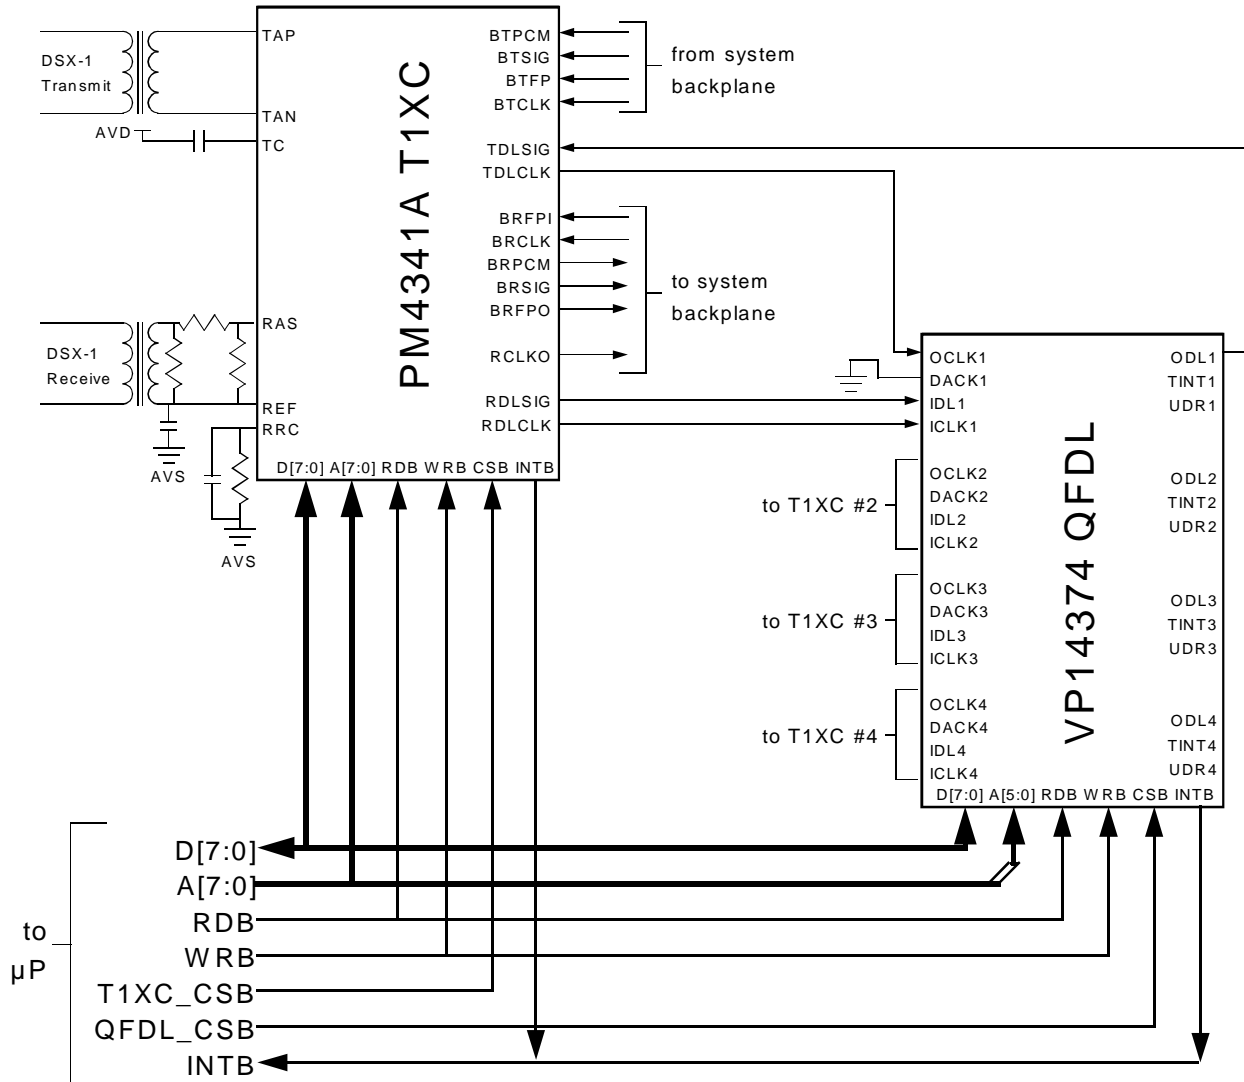 TAP
DSX-1
Transmit
TAN
AVD
TC
PM4341A T1XC
BTPCM
BTSIG
BTFP
BTCLK
from system
backplane
TDLSIG
TDLCLK
BRFPI
BRCLK
BRPCM
BRSIG
BRFPO
RCLKO
to system
backplane
RAS
DSX-1
Receive
REF
RRC
AVS
AVS
RDLSIG
RDLCLK
D[7:0] A[7:0] RDB WRB CSB INTB
OCLK1
DACK1
IDL1
ICLK1
ODL1
TINT1
UDR1
VP14374 QFDL
to T1XC #2
OCLK2
DACK2
IDL2
ICLK2
ODL2
TINT2
UDR2
to T1XC #3
OCLK3
DACK3
IDL3
ICLK3
ODL3
TINT3
UDR3
to T1XC #4
OCLK4
DACK4
IDL4
ICLK4
ODL4
TINT4
UDR4
D[7:0] A[5:0] RDB WRB CSB INTB
to
µP
D[7:0]
A[7:0]
RDB
WRB
T1XC_CSB
QFDL_CSB
INTB